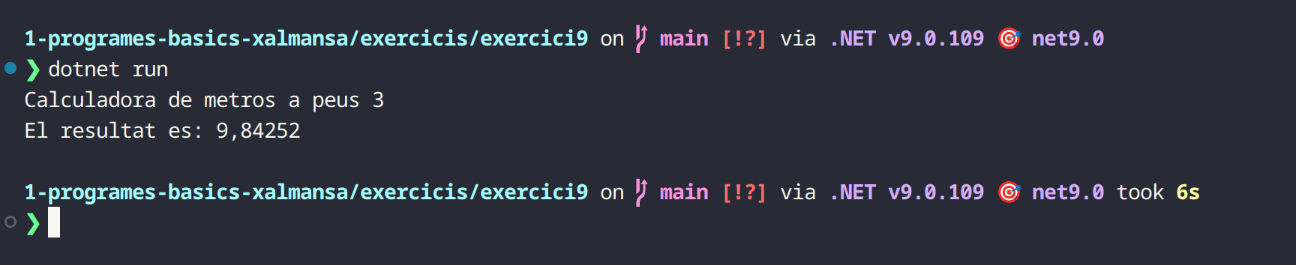 1-programes-basics-xalmansa/exercicis/exercici9 on main [!?] via .NET v9.0.109 🎯 net9.0
❯ dotnet run
Calculadora de metros a peus 3
El resultat es: 9,84252
1-programes-basics-xalmansa/exercicis/exercici9 on main [!?] via .NET v9.0.109 🎯 net9.0 took 6s
❯